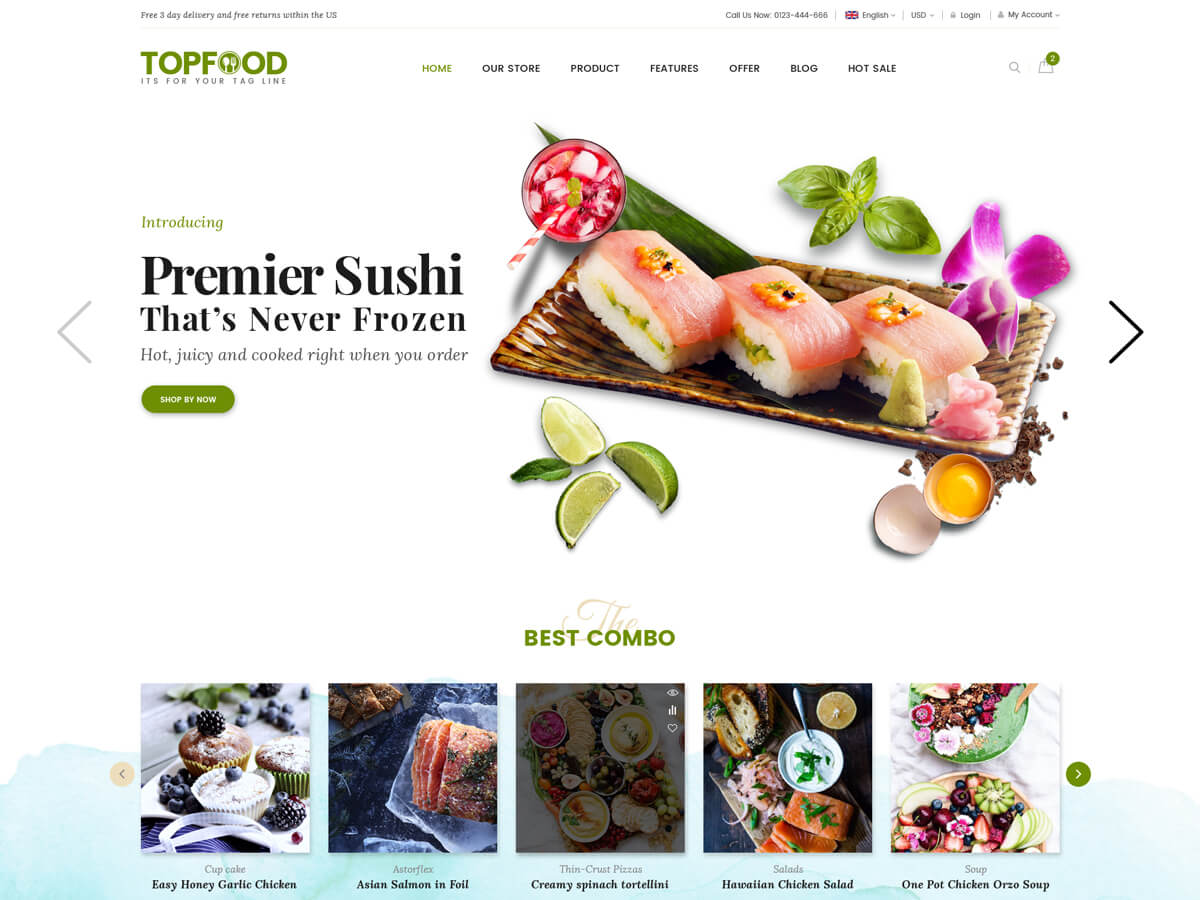 Free 3 day delivery and free returns within the US
Call Us Now: 0123-444-666
English
USD
Login
My Account
TOPFOOD
ITS FOR YOUR TAG LINE
HOME
OUR STORE
PRODUCT
FEATURES
OFFER
BLOG
HOT SALE
2
Introducing
Premier Sushi
That's Never Frozen
Hot, juicy and cooked right when you order
SHOP BY NOW
The
BEST COMBO
Cup cake
Astorflex
Thin-Crust Pizzas
Salads
Soup
Easy Honey Garlic Chicken
Asian Salmon in Foil
Creamy spinach tortellini
Hawaiian Chicken Salad
One Pot Chicken Orzo Soup